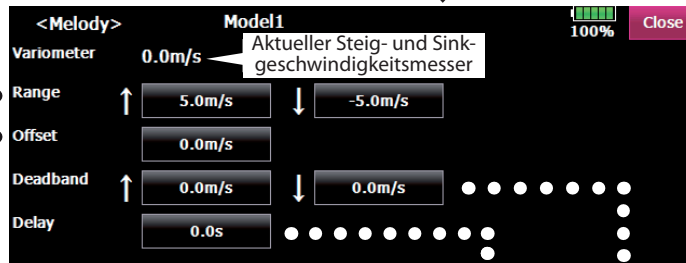 <Melody> Model1 100% Close
Variometer 0.0m/s Aktueller Steig- und Sink-
geschwindigkeitsmesser
Range ↑ 5.0m/s ↓ -5.0m/s
Offset 0.0m/s
Deadband ↑ 0.0m/s ↓ 0.0m/s
Delay 0.0s